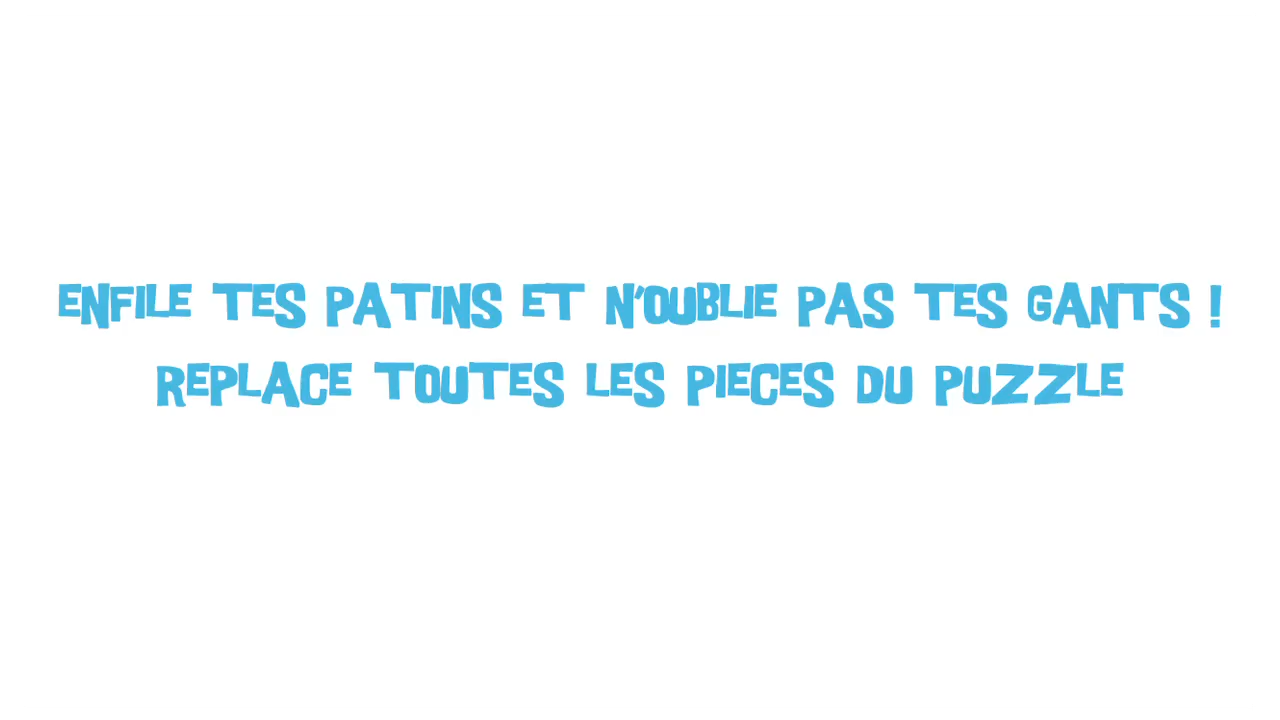 ENFILE TES PATINS ET N'OUBLIE PAS TES GANTS !
REPLACE TOUTES LES PIECES DU PUZZLE